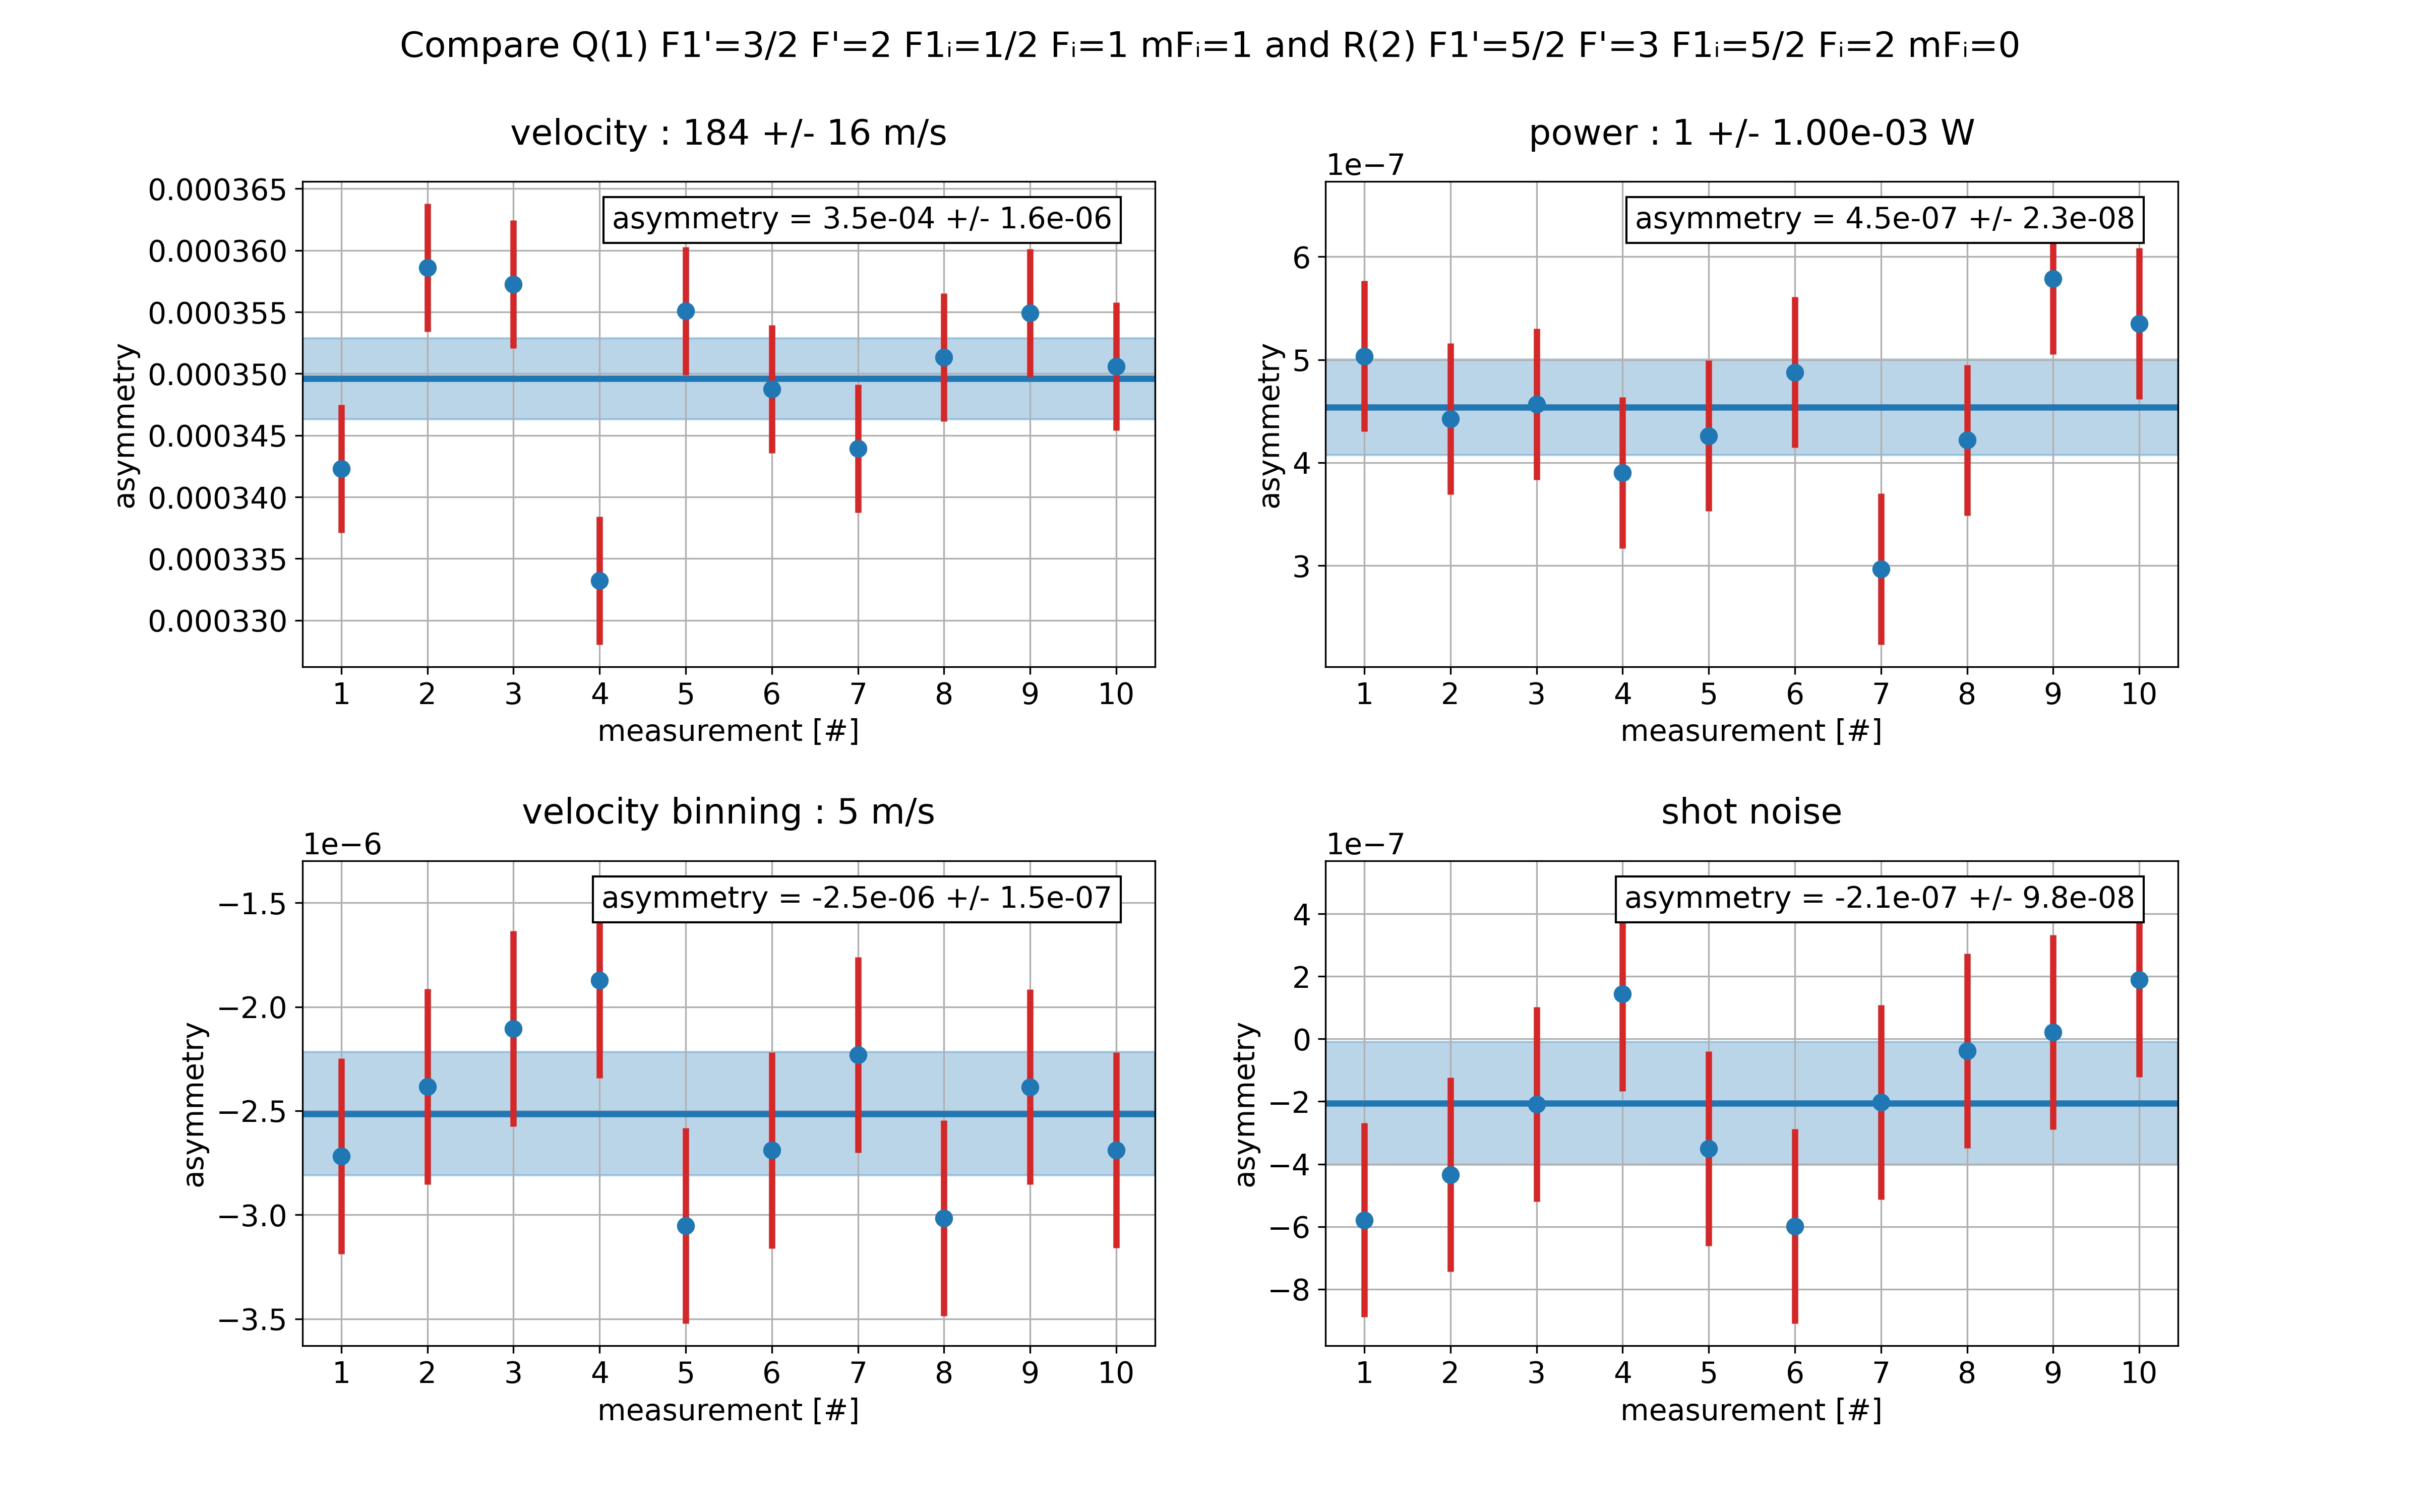 Compare Q(1) F1'=3/2 F'=2 F1ᵢ=1/2 Fᵢ=1 mFᵢ=1 and R(2) F1'=5/2 F'=3 F1ᵢ=5/2 Fᵢ=2 mFᵢ=0
velocity : 184 +/- 16 m/s
asymmetry = 3.5e-04 +/- 1.6e-06
0.000365
0.000360
0.000355
0.000350
0.000345
0.000340
0.000335
0.000330
asymmetry
1 2 3 4 5 6 7 8 9 10
measurement [#]
power : 1 +/- 1.00e-03 W
1e−7
asymmetry = 4.5e-07 +/- 2.3e-08
6
5
4
3
asymmetry
1 2 3 4 5 6 7 8 9 10
measurement [#]
velocity binning : 5 m/s
1e−6
asymmetry = -2.5e-06 +/- 1.5e-07
−1.5
−2.0
−2.5
−3.0
−3.5
asymmetry
1 2 3 4 5 6 7 8 9 10
measurement [#]
shot noise
1e−7
asymmetry = -2.1e-07 +/- 9.8e-08
4
2
0
−2
−4
−6
−8
asymmetry
1 2 3 4 5 6 7 8 9 10
measurement [#]